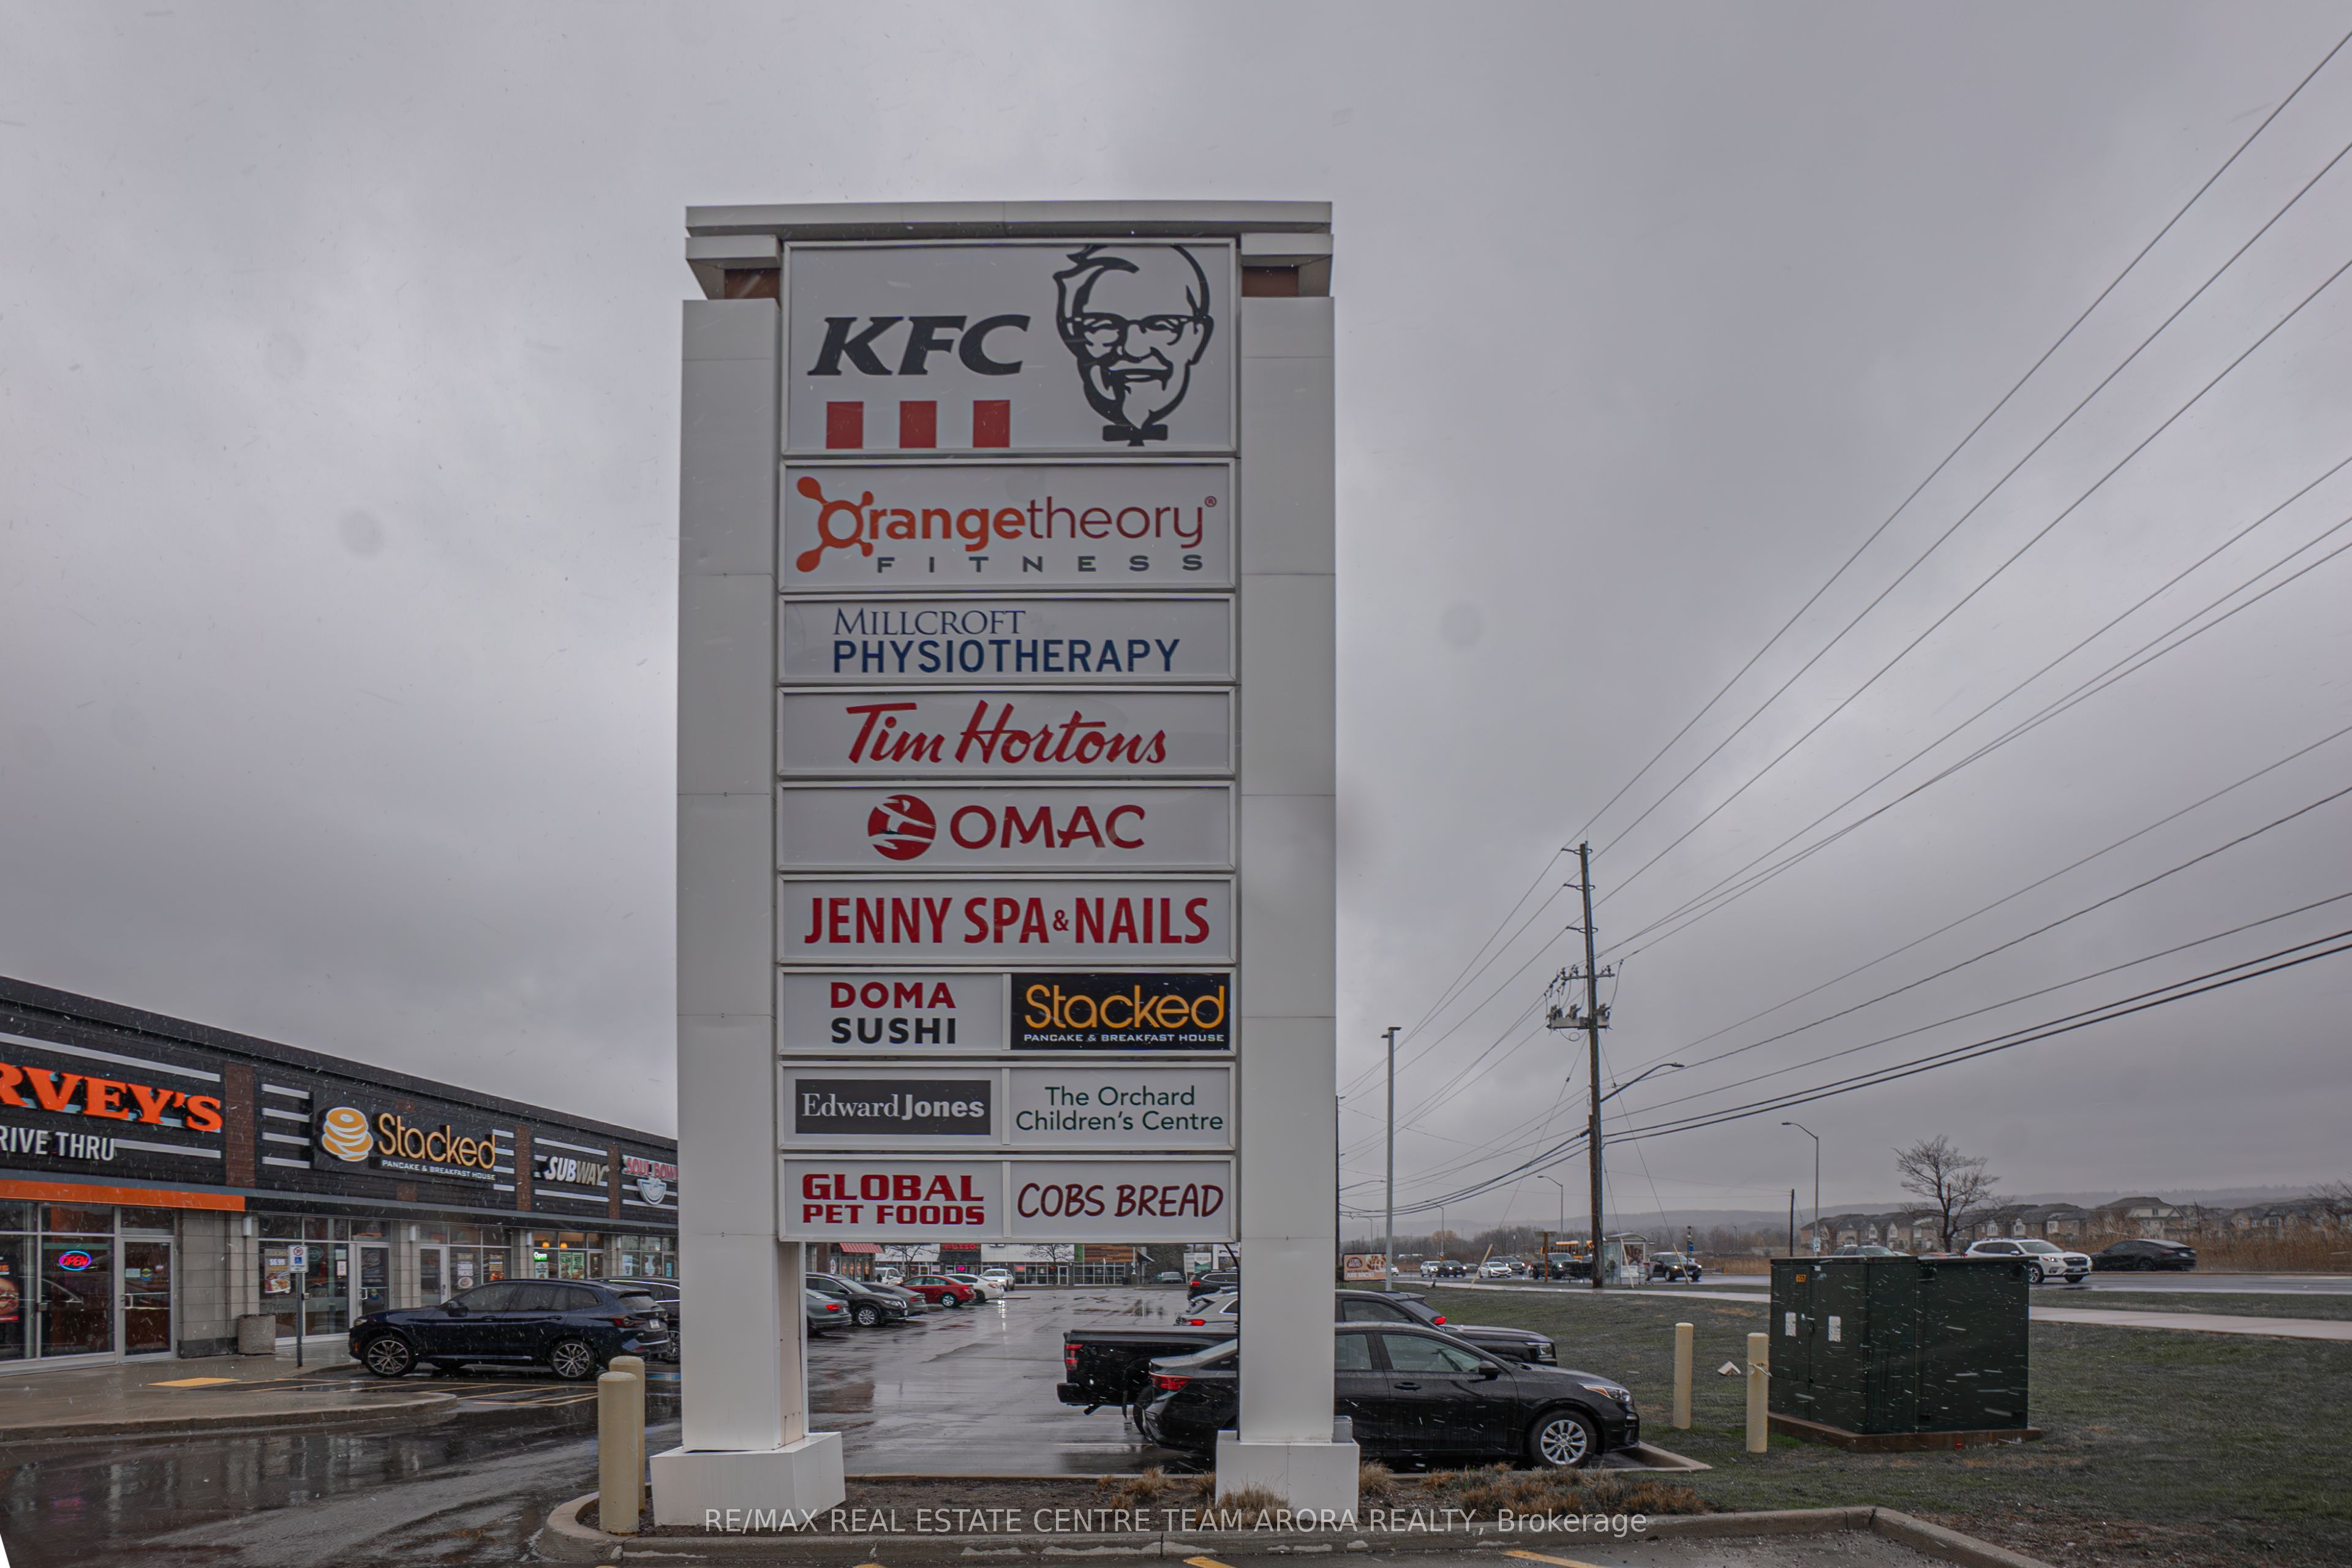 KFC
Orangetheory®
FITNESS
MILLCROFT
PHYSIOTHERAPY
Tim Hortons
OMAC
JENNY SPA & NAILS
DOMA
SUSHI
Stacked
PANCAKE & BREAKFAST HOUSE
Edward Jones
The Orchard
Children's Centre
GLOBAL
PET FOODS
COBS BREAD
RVEY'S
RIVE THRU
Stacked
PANCAKE & BREAKFAST HOUSE
SUBWAY
SOUL BOWL
OPEN
RE/MAX REAL ESTATE CENTRE TEAM ARORA REALTY, Brokerage